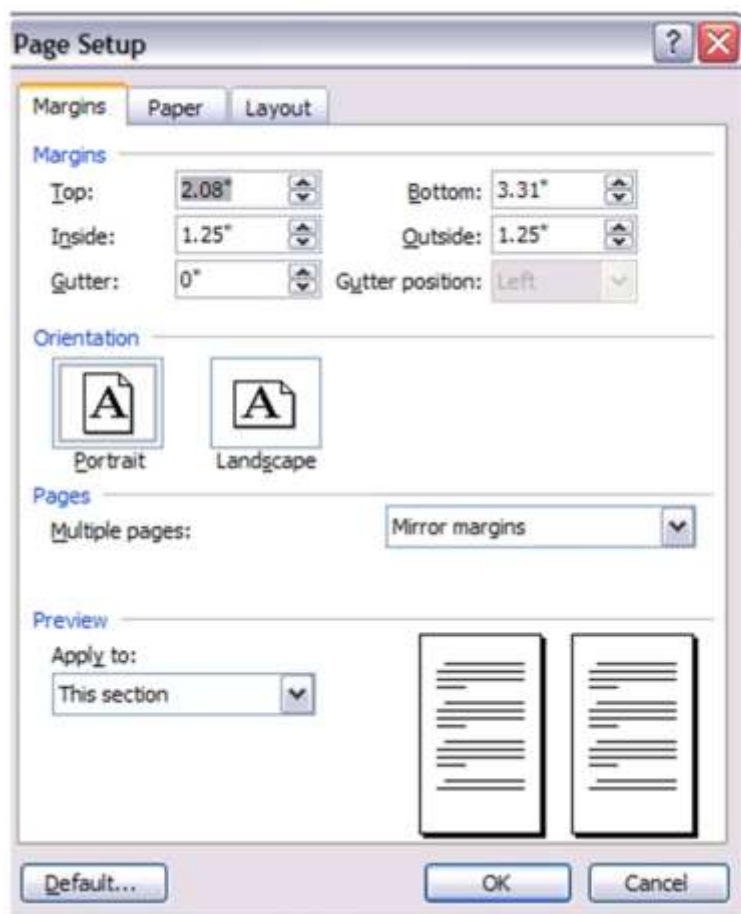 Page Setup
?
Margins Paper Layout
Margins
Top: 2.08" Bottom: 3.31"
Inside: 1.25" Outside: 1.25"
Gutter: 0" Gutter position: Left
Orientation
A A
Portrait Landscape
Pages
Multiple pages: Mirror margins
Preview
Apply to:
This section
Default... OK Cancel